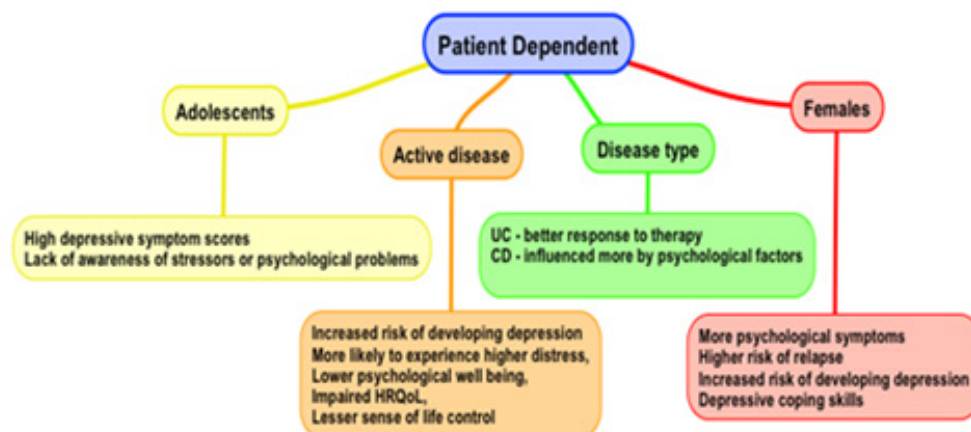 Patient Dependent
Adolescents
Females
Active disease
Disease type
High depressive symptom scores
Lack of awareness of stressors or psychological problems
UC - better response to therapy
CD - influenced more by psychological factors
Increased risk of developing depression
More likely to experience higher distress,
Lower psychological well being,
Impaired HRQoL,
Lesser sense of life control
More psychological symptoms
Higher risk of relapse
Increased risk of developing depression
Depressive coping skills